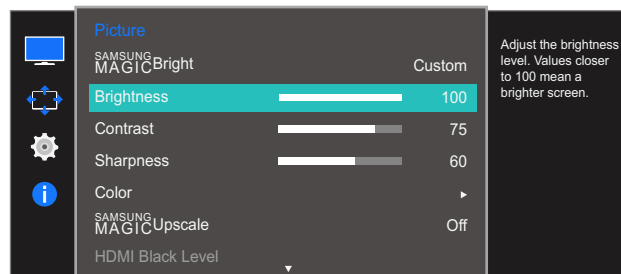 Picture
SAMSUNG
MAGICBright Custom
Brightness 100
Contrast 75
Sharpness 60
Color
SAMSUNG
MAGICUpscale Off
HDMI Black Level
Adjust the brightness
level. Values closer
to 100 mean a
brighter screen.